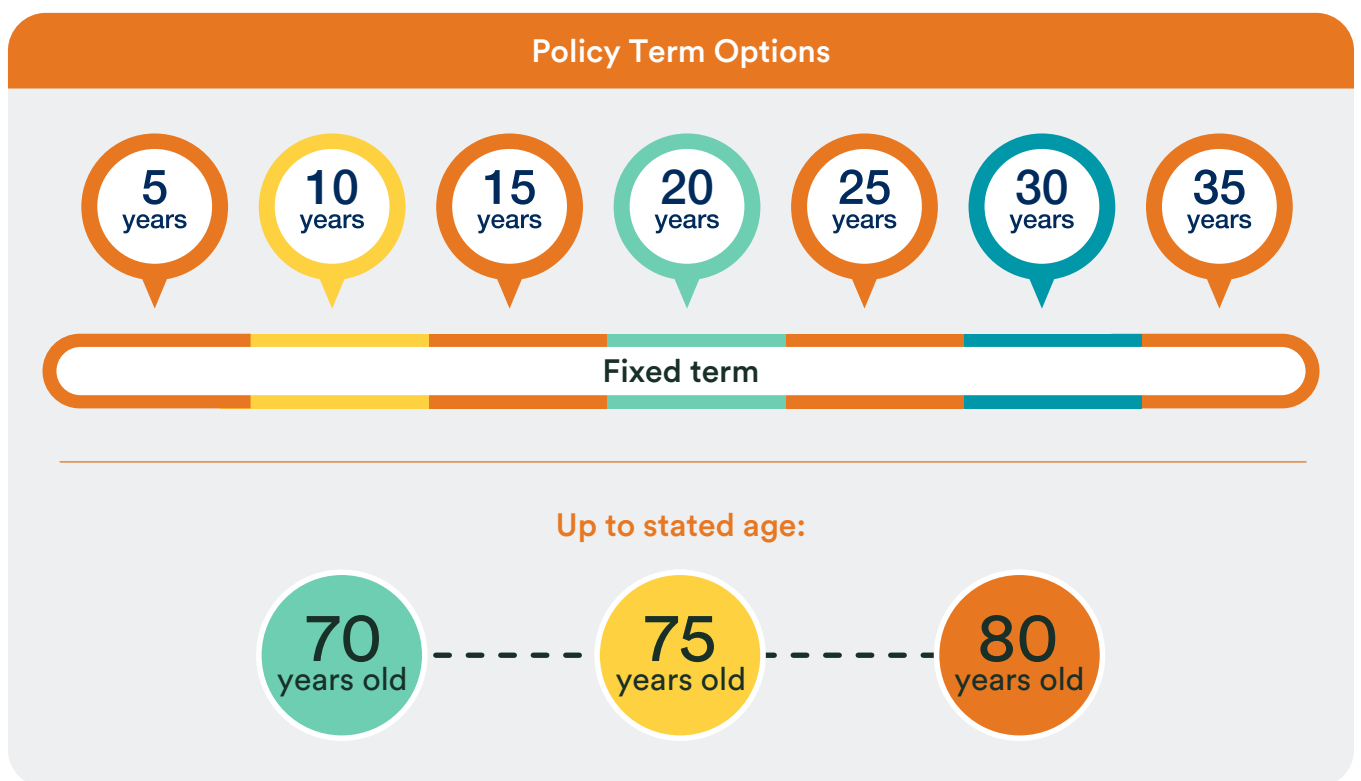 Policy Term Options
5
years
10
years
15
years
20
years
25
years
30
years
35
years
Fixed term
Up to stated age:
70
years old
75
years old
80
years old